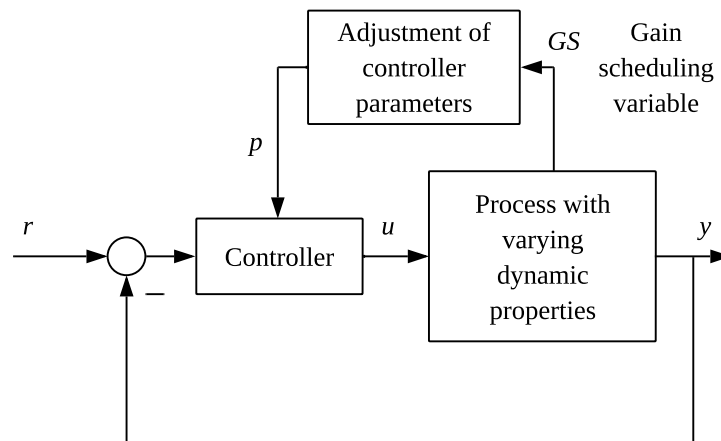 Adjustment of
controller
parameters
GS
Gain
scheduling
variable
p
r
Controller
u
Process with
varying
dynamic
properties
y
–